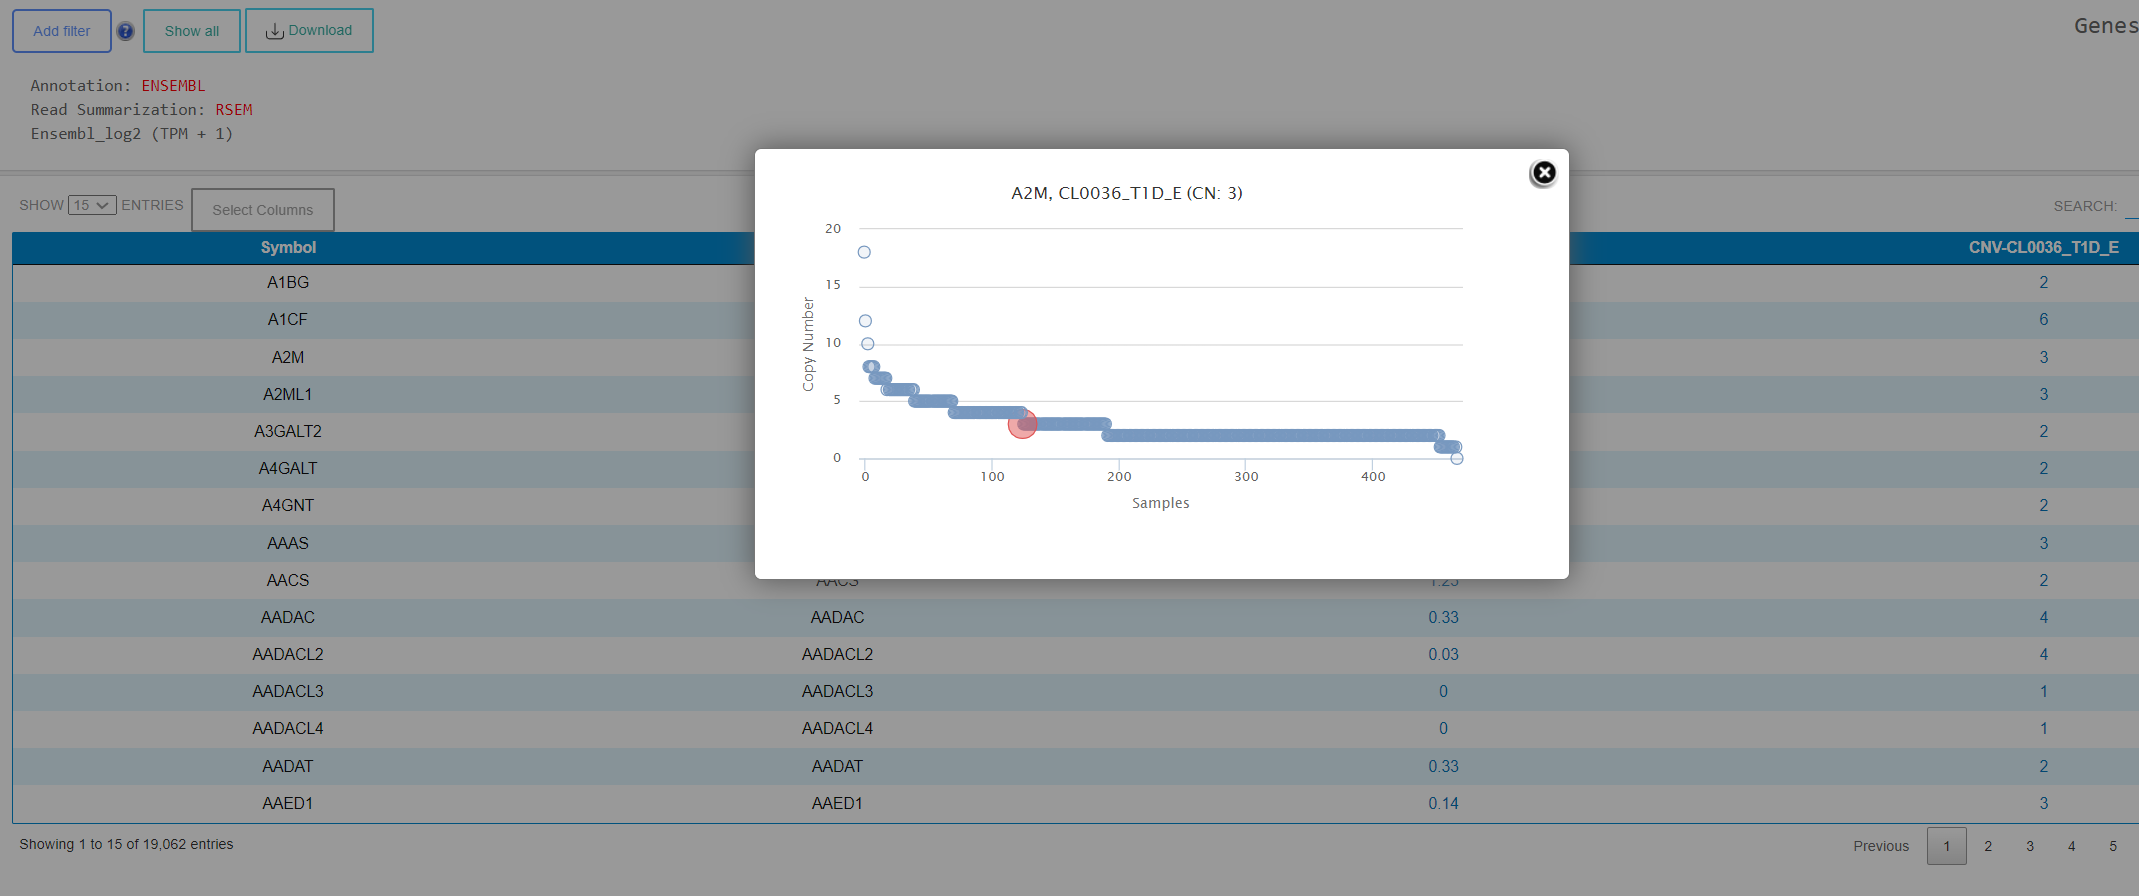 Add filter
?
Show all
Download
Genes
Annotation: ENSEMBL
Read Summarization: RSEM
Ensembl_log2 (TPM + 1)
SHOW 15 ENTRIES
Select Columns
SEARCH:
A2M, CL0036_T1D_E (CN: 3)
20
15
10
5
0
Copy Number
0 100 200 300 400
Samples
Symbol CNV-CL0036_T1D_E
A1BG 2
A1CF 6
A2M 3
A2ML1 3
A3GALT2 2
A4GALT 2
A4GNT 2
AAAS 3
AACS AACS 1.25 2
AADAC AADAC 0.33 4
AADACL2 AADACL2 0.03 4
AADACL3 AADACL3 0 1
AADACL4 AADACL4 0 1
AADAT AADAT 0.33 2
AAED1 AAED1 0.14 3
Showing 1 to 15 of 19,062 entries
Previous 1 2 3 4 5